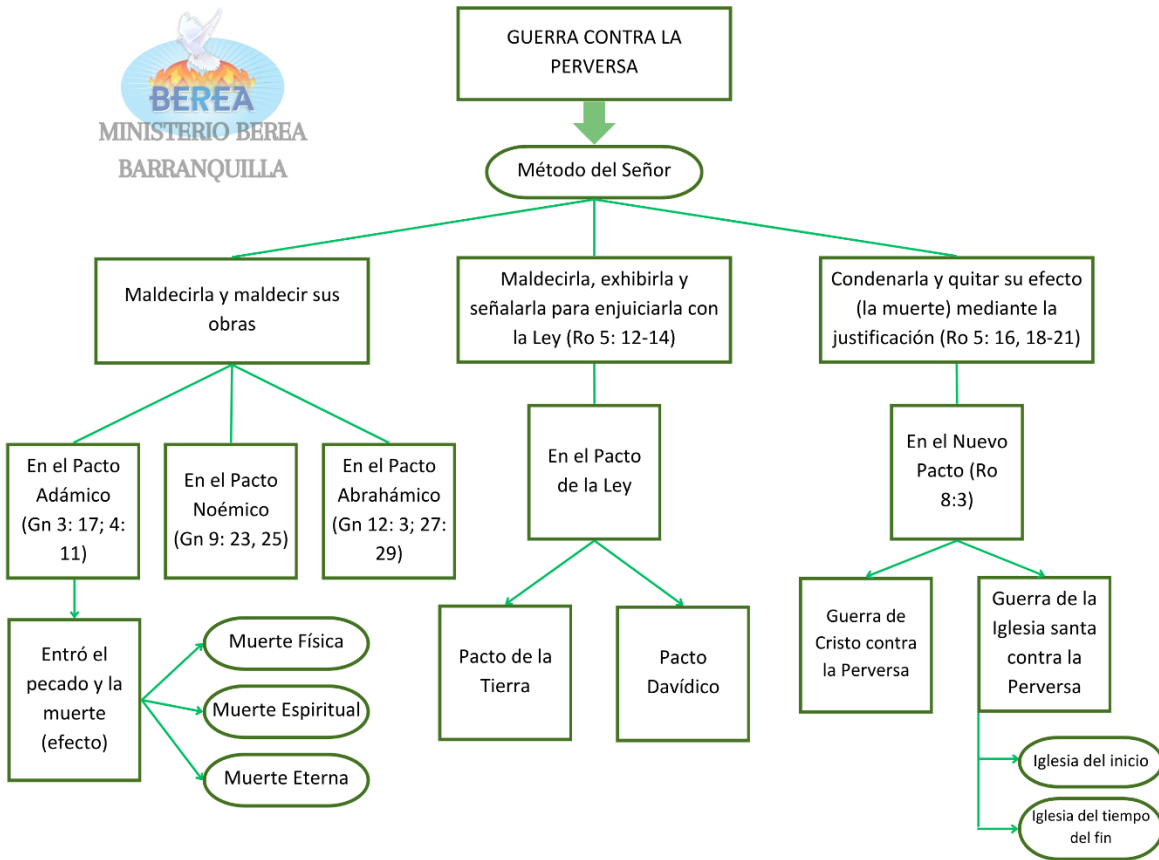 BEREA
MINISTERIO BEREA
BARRANQUILLA
GUERRA CONTRA LA
PERVERSA
Método del Señor
Maldecirla y maldecir sus
obras
Maldecirla, exhibirla y
señalarla para enjuiciarla con
la Ley (Ro 5: 12-14)
Condenarla y quitar su efecto
(la muerte) mediante la
justificación (Ro 5: 16, 18-21)
En el Pacto
Adámico
(Gn 3: 17; 4:
11)
En el Pacto
Noémico
(Gn 9: 23, 25)
En el Pacto
Abrahámico
(Gn 12: 3; 27:
29)
En el Pacto
de la Ley
En el Nuevo
Pacto (Ro
8:3)
Entró el
pecado y la
muerte
(efecto)
Muerte Física
Muerte Espiritual
Muerte Eterna
Pacto de la
Tierra
Pacto
Davídico
Guerra de
Cristo contra
la Perversa
Guerra de la
Iglesia santa
contra la
Perversa
Iglesia del inicio
Iglesia del tiempo
del fin